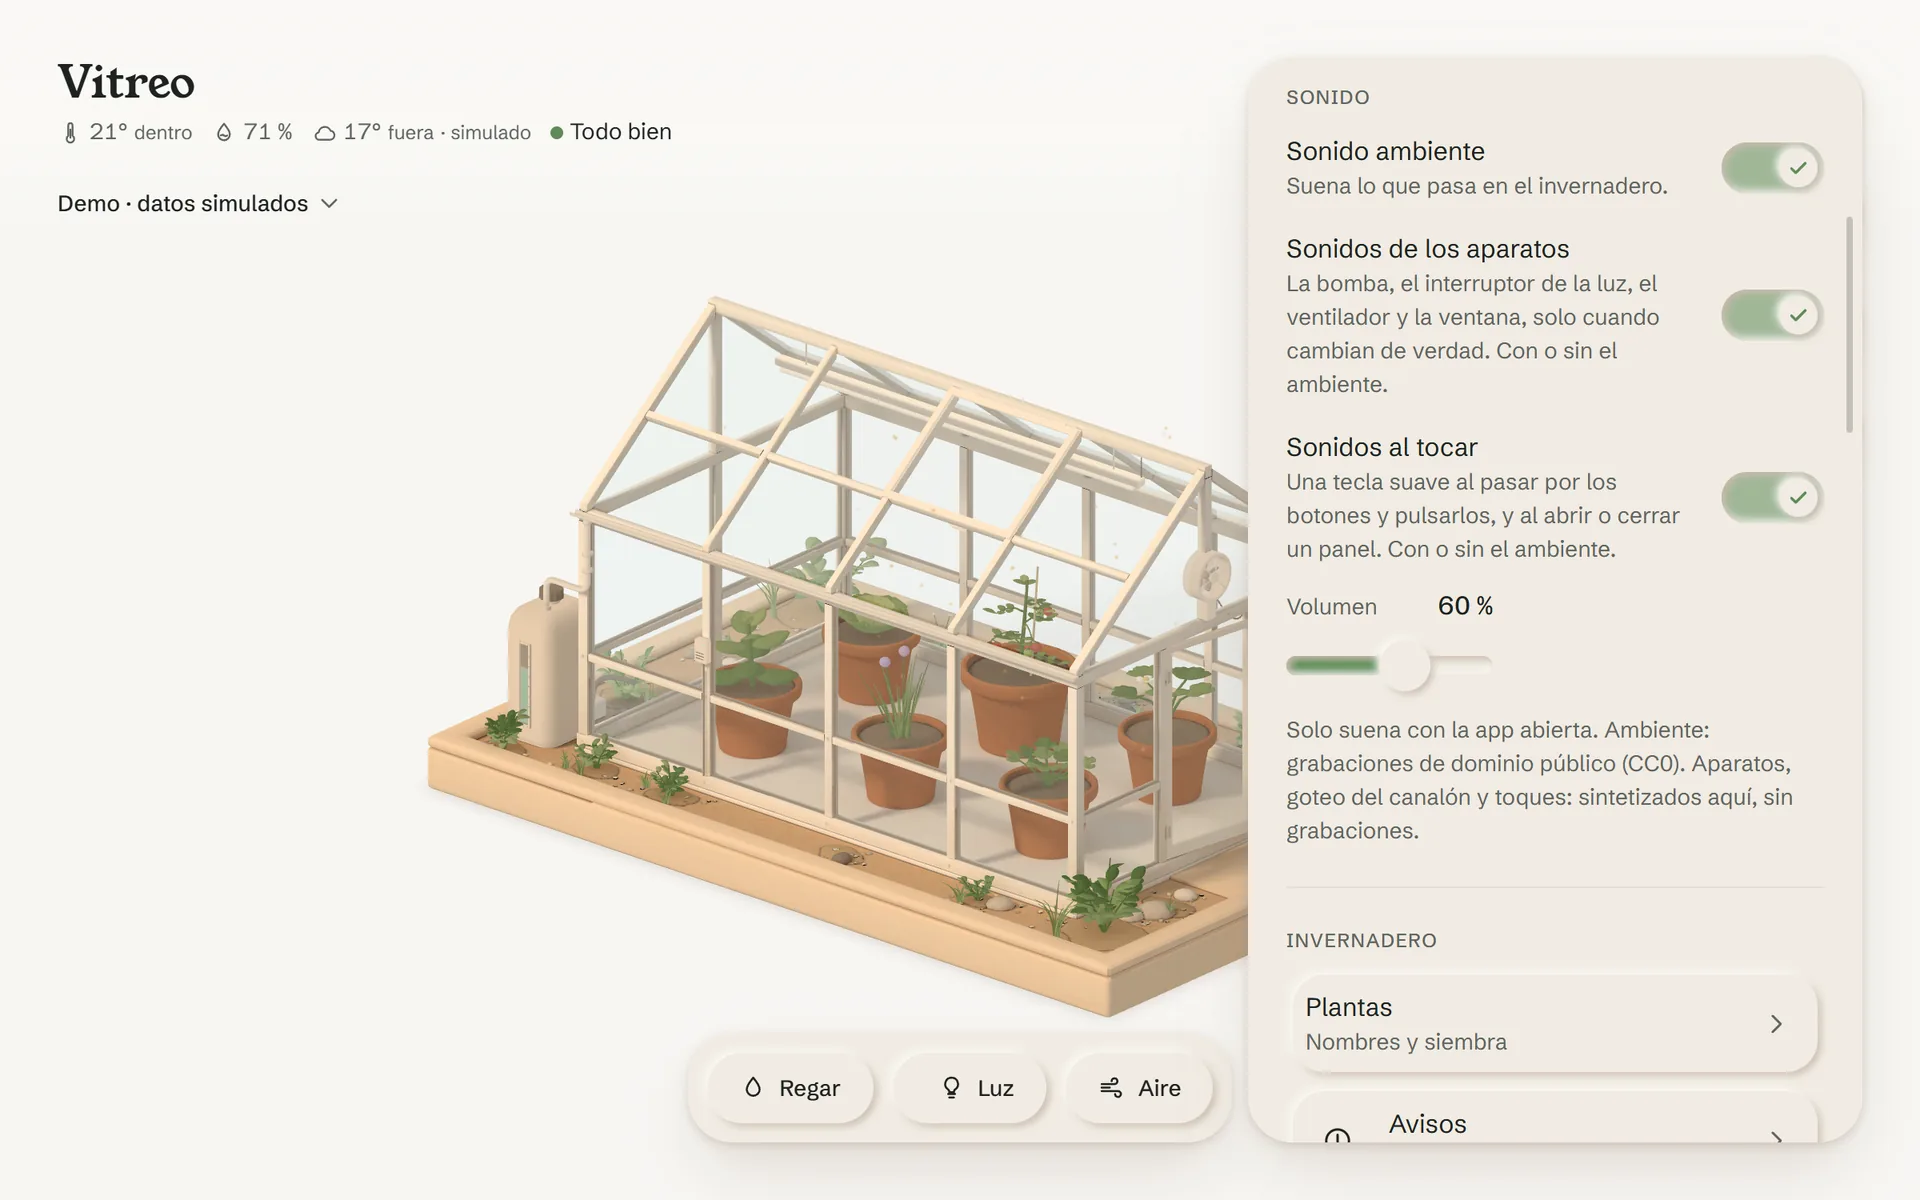 Vitreo
21° dentro 71 % 17° fuera · simulado Todo bien
Demo · datos simulados
SONIDO
Sonido ambiente
Suena lo que pasa en el invernadero.
Sonidos de los aparatos
La bomba, el interruptor de la luz, el
ventilador y la ventana, solo cuando
cambian de verdad. Con o sin el
ambiente.
Sonidos al tocar
Una tecla suave al pasar por los
botones y pulsarlos, y al abrir o cerrar
un panel. Con o sin el ambiente.
Volumen 60 %
Solo suena con la app abierta. Ambiente:
grabaciones de dominio público (CC0). Aparatos,
goteo del canalón y toques: sintetizados aquí, sin
grabaciones.
INVERNADERO
Plantas
Nombres y siembra
Avisos
Regar
Luz
Aire